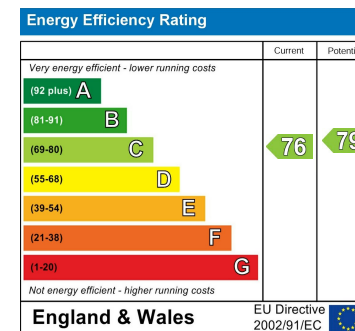 Energy Efficiency Rating
Current Potenti
Very energy efficient - lower running costs
(92 plus) A
(81-91) B
(69-80) C
76 79
(55-68) D
(39-54) E
(21-38) F
(1-20) G
Not energy efficient - higher running costs
England & Wales
EU Directive
2002/91/EC